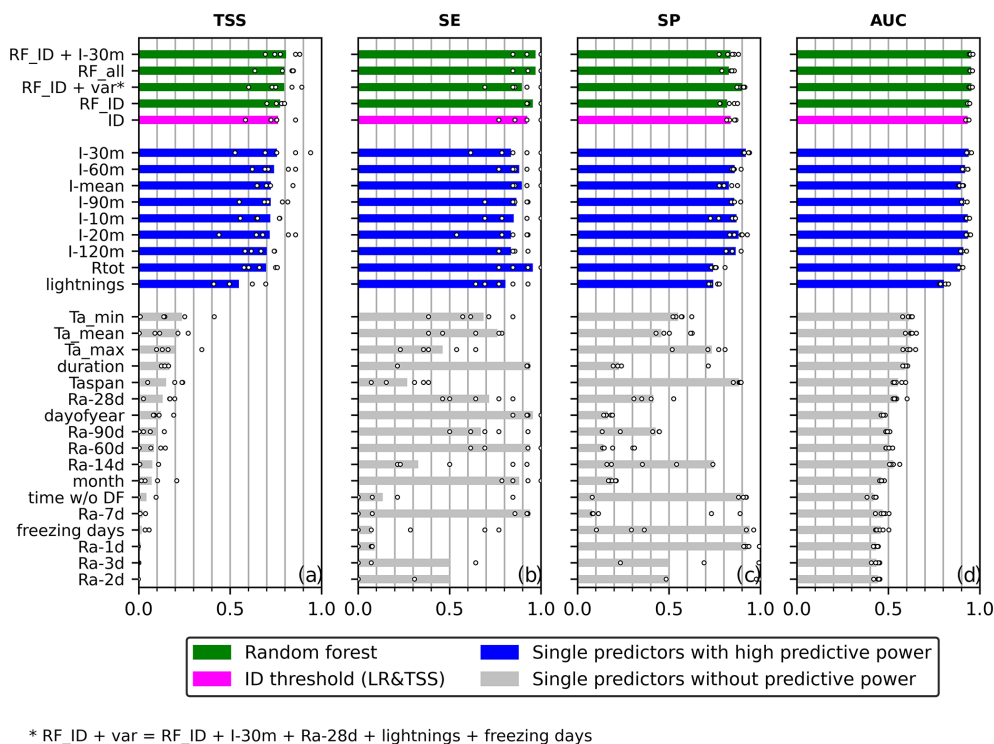 TSS SE SP AUC
RF_ID + I-30m
RF_all
RF_ID + var*
RF_ID
ID
I-30m
I-60m
I-mean
I-90m
I-10m
I-20m
I-120m
Rtot
lightnings
Ta_min
Ta_mean
Ta_max
duration
Taspan
Ra-28d
dayofyear
Ra-90d
Ra-60d
Ra-14d
month
time w/o DF
Ra-7d
freezing days
Ra-1d
Ra-3d
Ra-2d
(a) (b) (c) (d)
0.0 0.5 1.0 0.0 0.5 1.0 0.0 0.5 1.0 0.0 0.5 1.0
Random forest
ID threshold (LR&TSS)
Single predictors with high predictive power
Single predictors without predictive power
* RF_ID + var = RF_ID + I-30m + Ra-28d + lightnings + freezing days